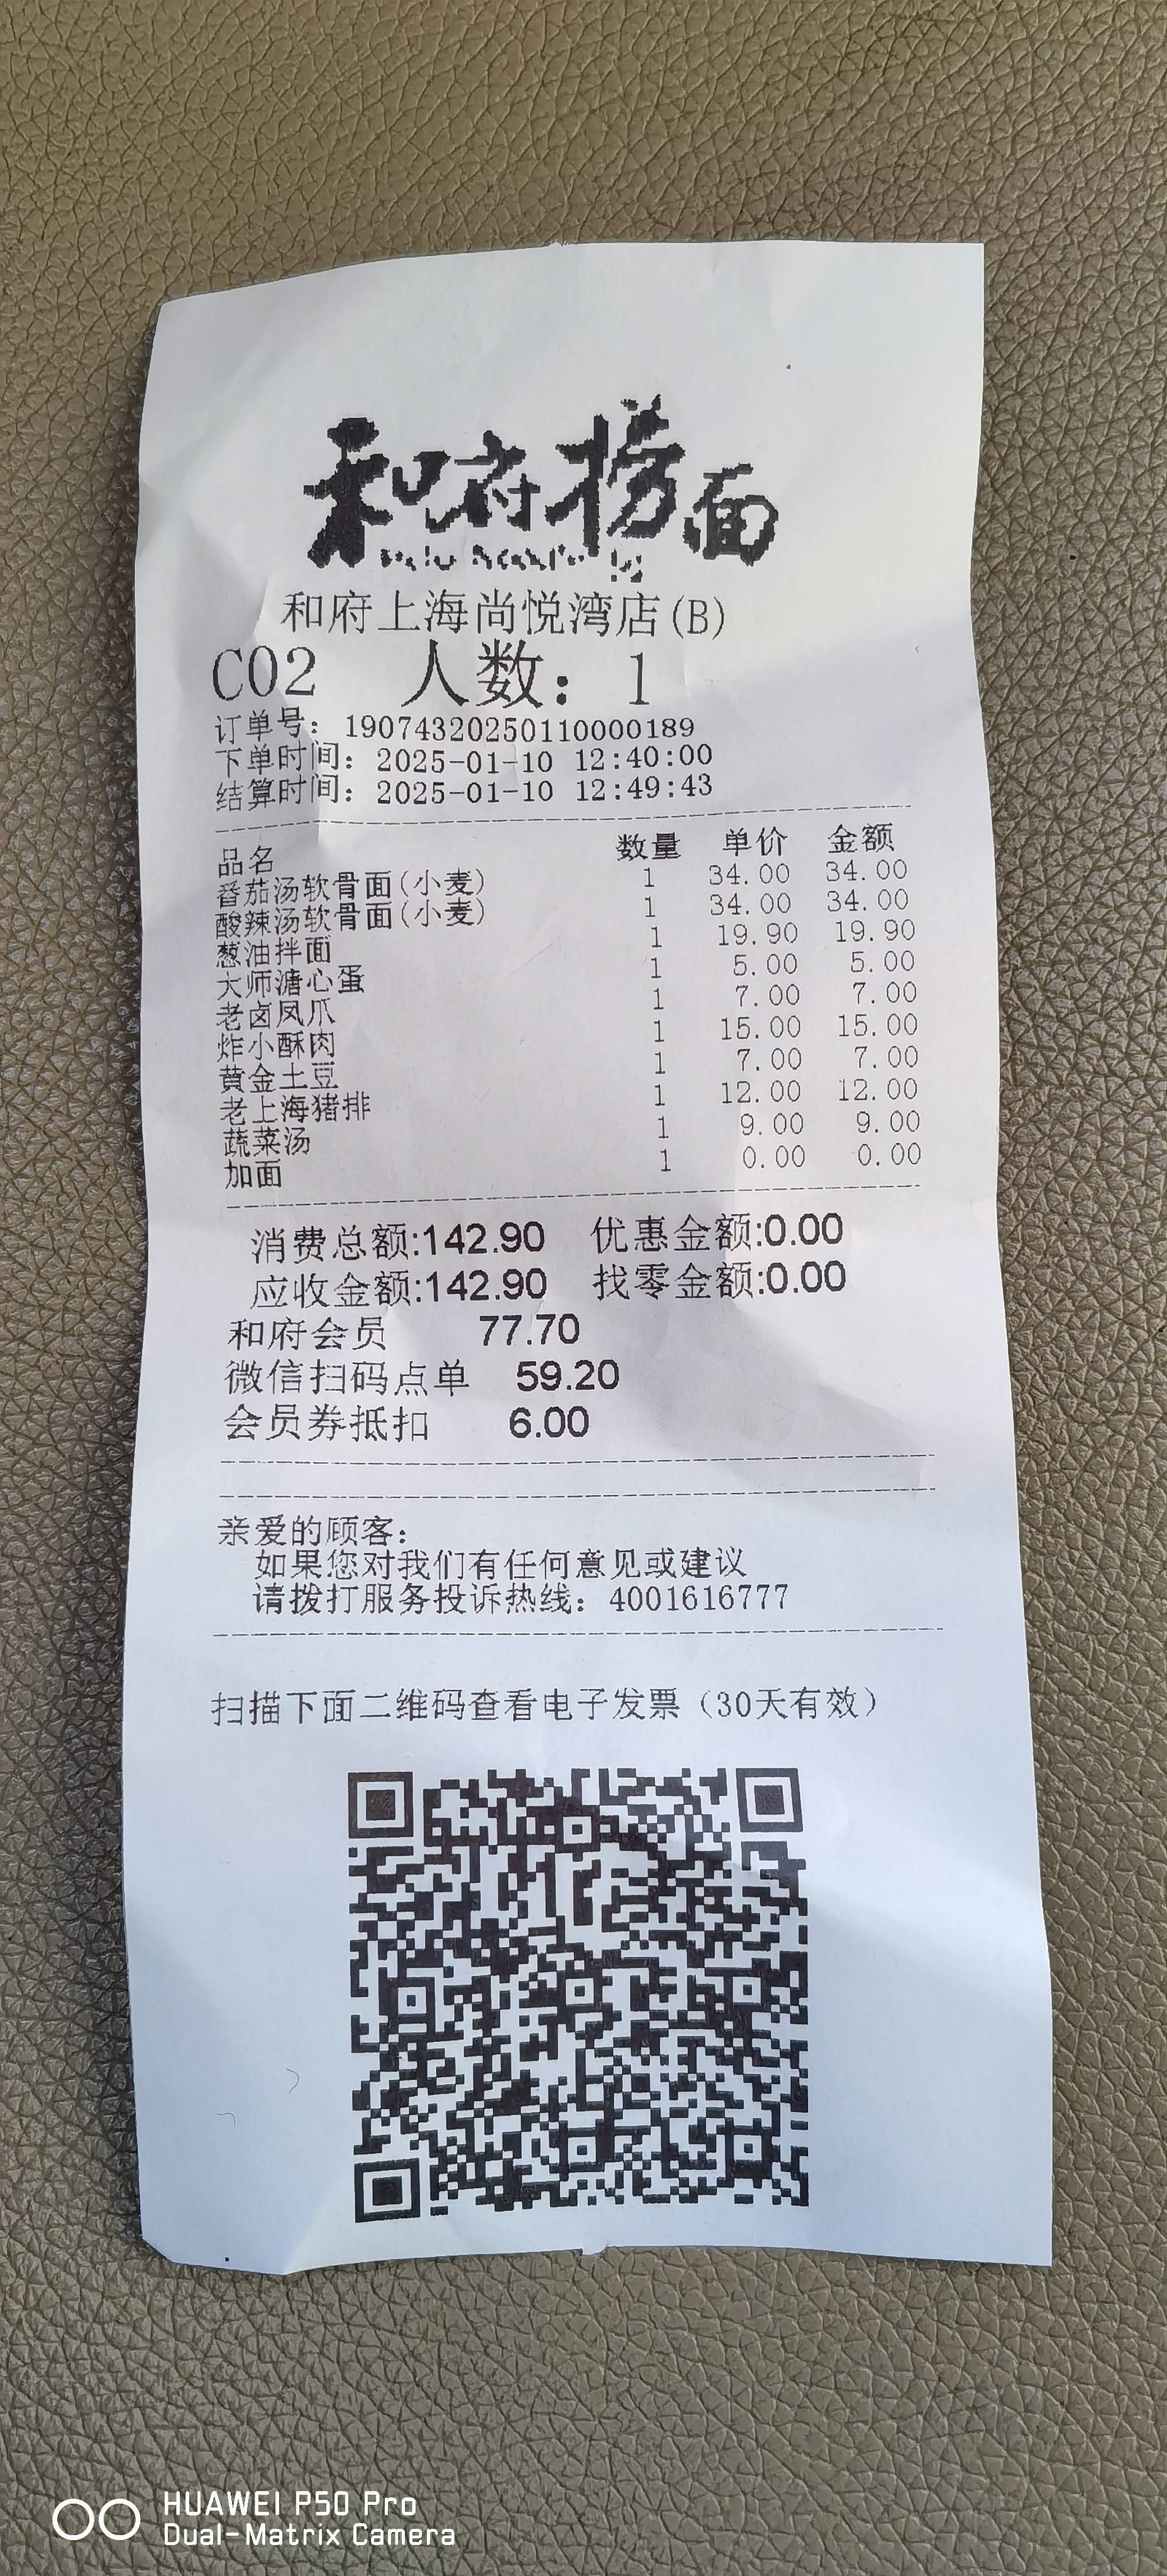 和府捞面
和府上海尚悦湾店(B)
C02 人数：1
订单号：19074320250110000189
下单时间：2025-01-10 12:40:00
结算时间：2025-01-10 12:49:43
品名 数量 单价 金额
番茄汤软骨面(小麦) 1 34.00 34.00
酸辣汤软骨面(小麦) 1 34.00 34.00
葱油拌面 1 19.90 19.90
大师溏心蛋 1 5.00 5.00
老卤凤爪 1 7.00 7.00
炸小酥肉 1 15.00 15.00
黄金土豆 1 7.00 7.00
老上海猪排 1 12.00 12.00
蔬菜汤 1 9.00 9.00
加面 1 0.00 0.00
消费总额:142.90 优惠金额:0.00
应收金额:142.90 找零金额:0.00
和府会员 77.70
微信扫码点单 59.20
会员券抵扣 6.00
亲爱的顾客：
如果您对我们有任何意见或建议
请拨打服务投诉热线：4001616777
扫描下面二维码查看电子发票（30天有效）
HUAWEI P50 Pro
Dual-Matrix Camera